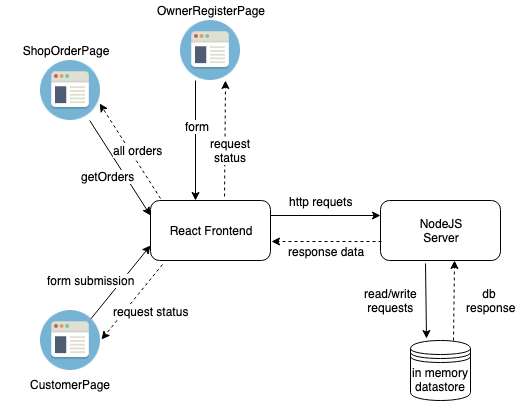 OwnerRegisterPage
ShopOrderPage
form
request
status
all orders
getOrders
React Frontend
http requets
NodeJS
Server
response data
form submission
request status
read/write
requests
db
response
in memory
datastore
CustomerPage